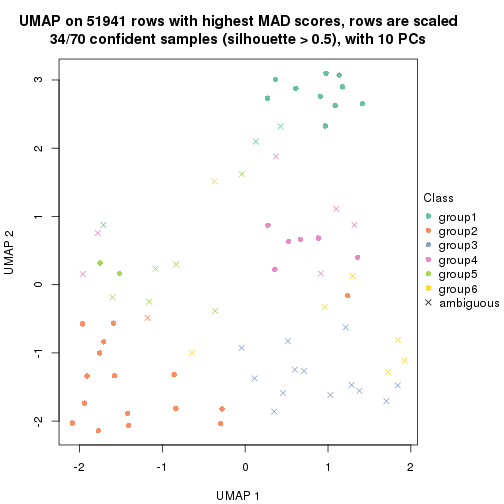 UMAP on 51941 rows with highest MAD scores, rows are scaled
34/70 confident samples (silhouette > 0.5), with 10 PCs
3
2
1
0
-1
-2
UMAP 2
-2
-1
0
1
2
UMAP 1
Class
group1
group2
group3
group4
group5
group6
ambiguous